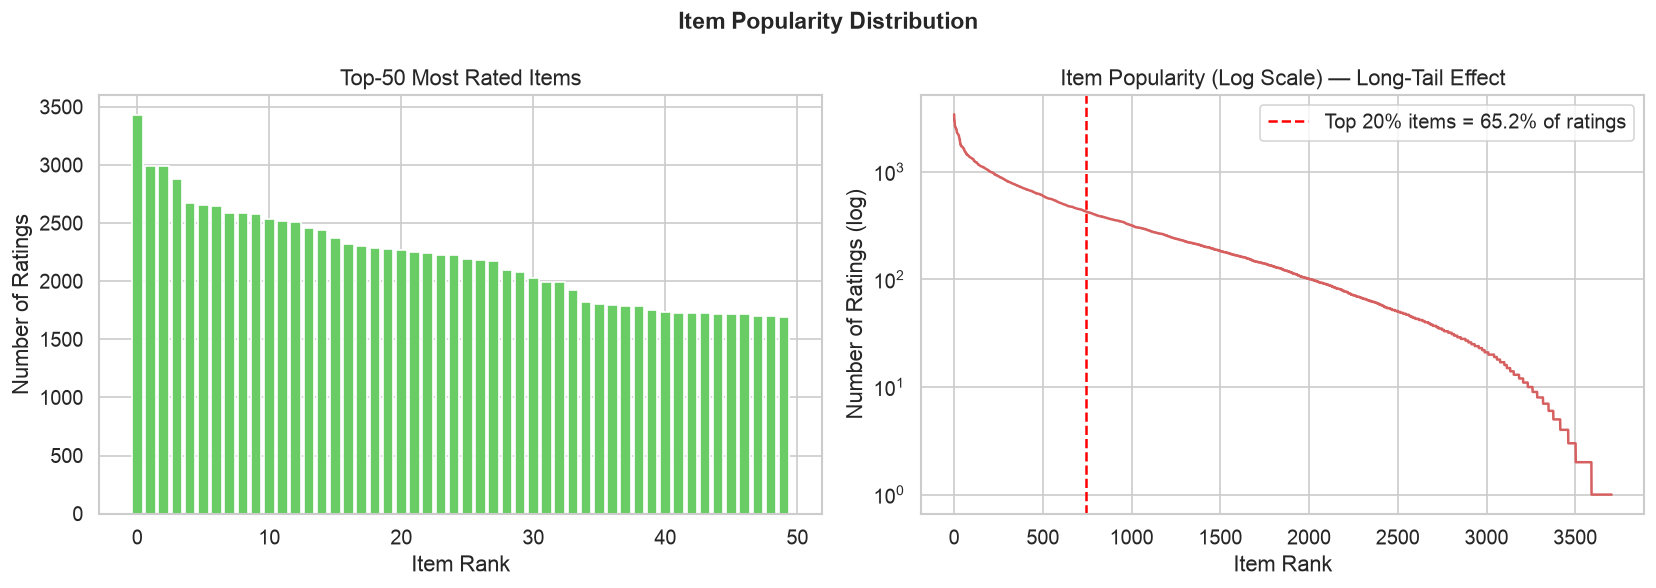 Item Popularity Distribution
Top-50 Most Rated Items
Number of Ratings
3500
3000
2500
2000
1500
1000
500
0
0 10 20 30 40 50
Item Rank
Item Popularity (Log Scale) — Long-Tail Effect
Top 20% items = 65.2% of ratings
Number of Ratings (log)
10³
10²
10¹
10⁰
0 500 1000 1500 2000 2500 3000 3500
Item Rank